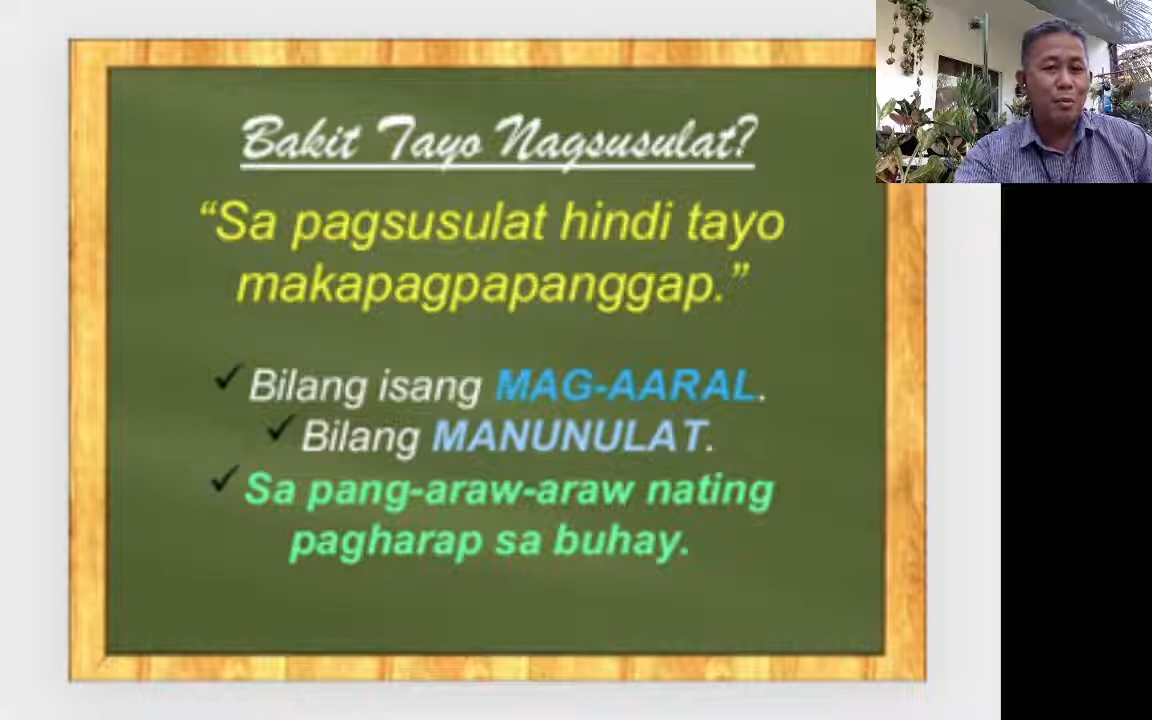 Bakit Tayo Nagsusulat?
“Sa pagsusulat hindi tayo
makapagpapanggap.”
✓Bilang isang MAG-AARAL.
✓Bilang MANUNULAT.
✓Sa pang-araw-araw nating
pagharap sa buhay.